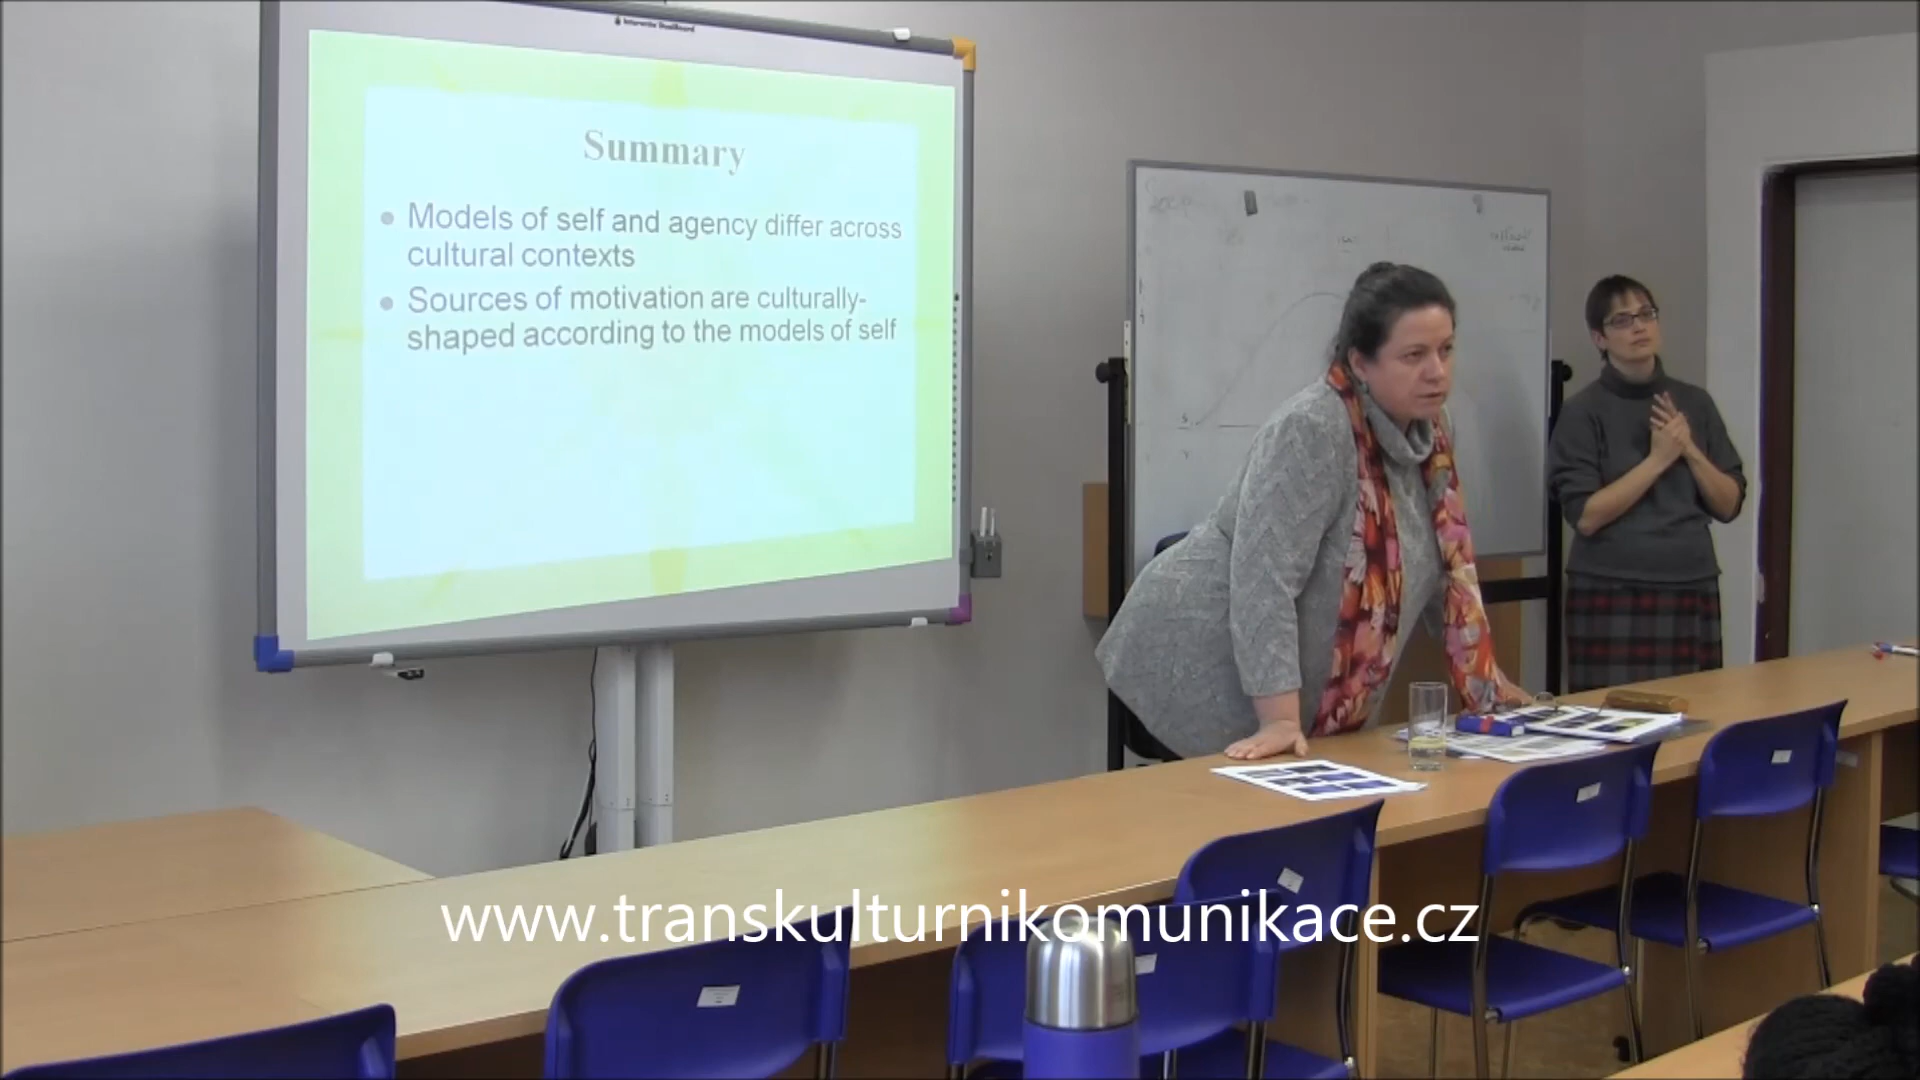 Summary
Models of self and agency differ across
cultural contexts
Sources of motivation are culturally-
shaped according to the models of self
www.transkulturnikomunikace.cz